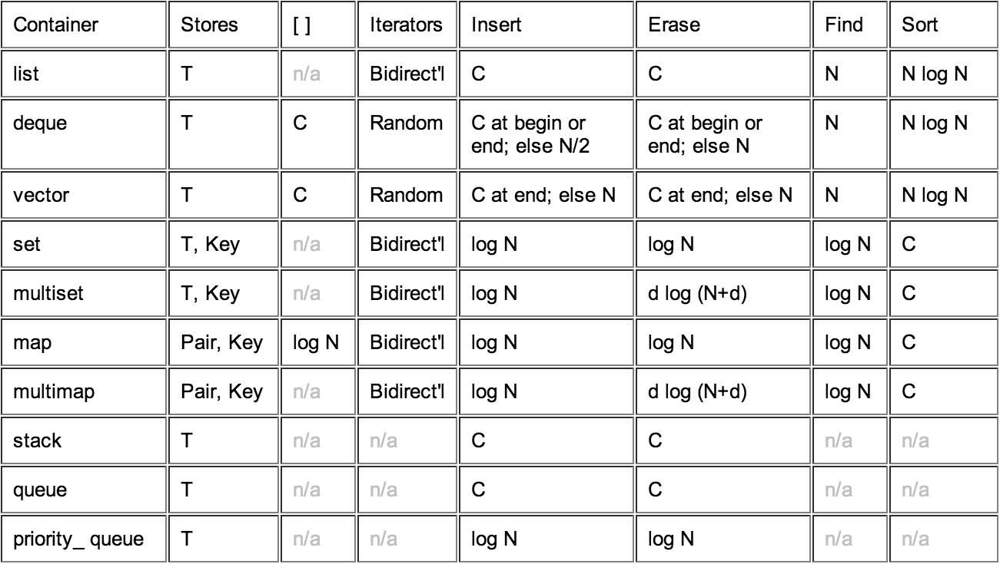 Container Stores [ ] Iterators Insert Erase Find Sort
list T n/a Bidirect'l C C N N log N
deque T C Random C at begin or C at begin or N N log N
end; else N/2 end; else N
vector T C Random C at end; else N C at end; else N N N log N
set T, Key n/a Bidirect'l log N log N log N C
multiset T, Key n/a Bidirect'l log N d log (N+d) log N C
map Pair, Key log N Bidirect'l log N log N log N C
multimap Pair, Key n/a Bidirect'l log N d log (N+d) log N C
stack T n/a n/a C C n/a n/a
queue T n/a n/a C C n/a n/a
priority_ queue T n/a n/a log N log N n/a n/a